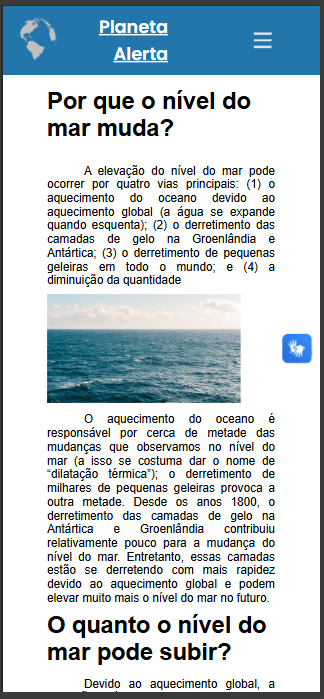 Planeta
Alerta
Por que o nível do
mar muda?
A elevação do nível do mar pode
ocorrer por quatro vias principais: (1) o
aquecimento do oceano devido ao
aquecimento global (a água se expande
quando esquenta); (2) o derretimento das
camadas de gelo na Groenlândia e
Antártica; (3) o derretimento de pequenas
geleiras em todo o mundo; e (4) a
diminuição da quantidade
O aquecimento do oceano é
responsável por cerca de metade das
mudanças que observamos no nível do
mar (a isso se costuma dar o nome de
“dilatação térmica”); o derretimento de
milhares de pequenas geleiras provoca a
outra metade. Desde os anos 1800, o
derretimento das camadas de gelo na
Antártica e Groenlândia contribuiu
relativamente pouco para a mudança do
nível do mar. Entretanto, essas camadas
estão se derretendo com mais rapidez
devido ao aquecimento global e podem
elevar muito mais o nível do mar no futuro.
O quanto o nível do
mar pode subir?
Devido ao aquecimento global, a